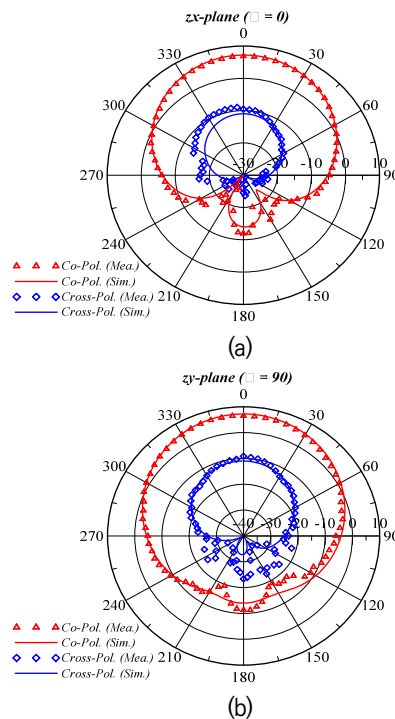 zx-plane (□ = 0)
0
330 30
300 60
-30 -20 -10 0 10
270 90
240 120
210 150
180
Co-Pol. (Mea.)
Co-Pol. (Sim.)
Cross-Pol. (Mea.)
Cross-Pol. (Sim.)
(a)
zy-plane (□ = 90)
0
330 30
300 60
-40 -30 -20 -10 0 10
270 90
240 120
210 150
180
Co-Pol. (Mea.)
Co-Pol. (Sim.)
Cross-Pol. (Mea.)
Cross-Pol. (Sim.)
(b)